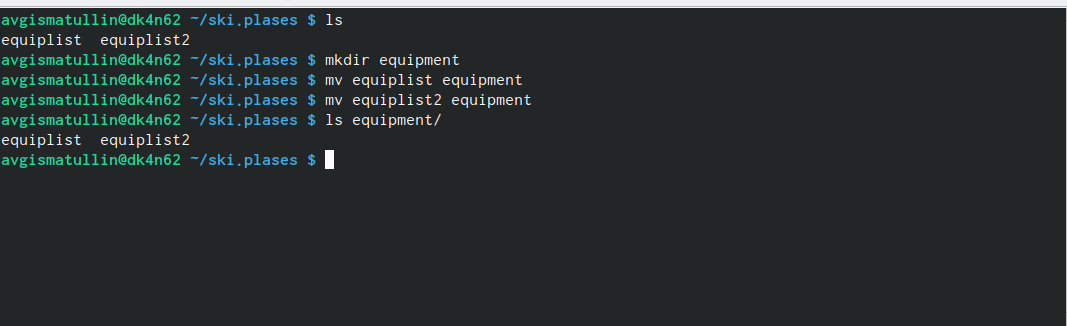 avgismatullin@dk4n62 ~/ski.plases $ ls
equiplist  equiplist2
avgismatullin@dk4n62 ~/ski.plases $ mkdir equipment
avgismatullin@dk4n62 ~/ski.plases $ mv equiplist equipment
avgismatullin@dk4n62 ~/ski.plases $ mv equiplist2 equipment
avgismatullin@dk4n62 ~/ski.plases $ ls equipment/
equiplist  equiplist2
avgismatullin@dk4n62 ~/ski.plases $